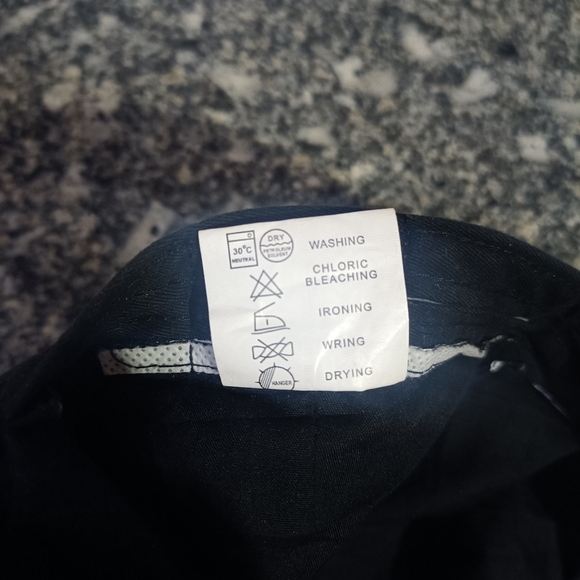 30°C
NEUTRAL
DRY
PETROLEUM
SOLVENT
WASHING
CHLORIC
BLEACHING
IRONING
WRING
HANGER
DRYING